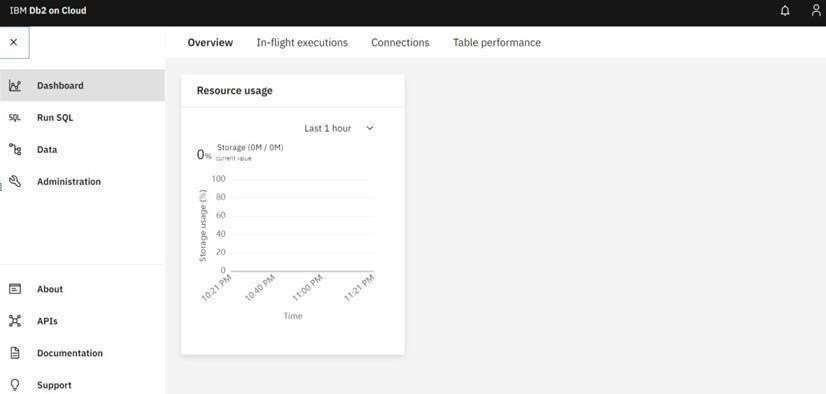 IBM Db2 on Cloud
Overview In-flight executions Connections Table performance
Dashboard
Run SQL
Data
Administration
About
APIs
Documentation
Support
Resource usage
Last 1 hour
0% Storage (0M / 0M)
current value
Storage usage (%)
100
80
60
40
20
0
10:21 PM 10:40 PM 11:00 PM 11:21 PM
Time